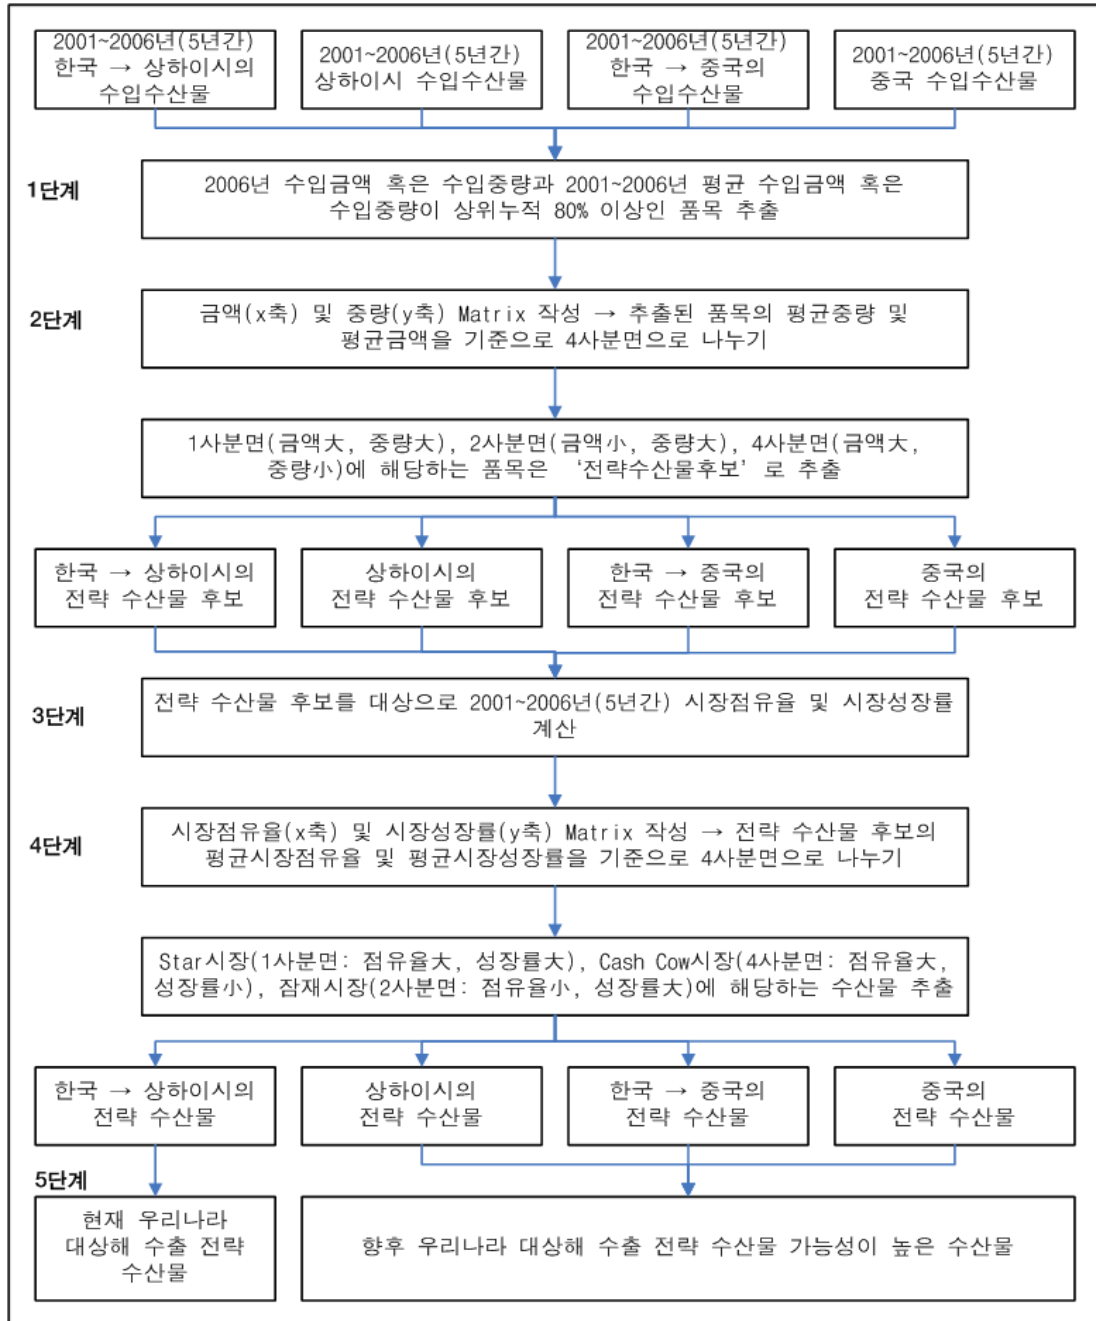 2001~2006년(5년간)
한국 → 상하이시의
수입수산물
2001~2006년(5년간)
상하이시 수입수산물
2001~2006년(5년간)
한국 → 중국의
수입수산물
2001~2006년(5년간)
중국 수입수산물
1단계
2006년 수입금액 혹은 수입중량과 2001~2006년 평균 수입금액 혹은
수입중량이 상위누적 80% 이상인 품목 추출
2단계
금액(x축) 및 중량(y축) Matrix 작성 → 추출된 품목의 평균중량 및
평균금액을 기준으로 4사분면으로 나누기
1사분면(금액大, 중량大), 2사분면(금액小, 중량大), 4사분면(금액大,
중량小)에 해당하는 품목은 ‘전략수산물후보’로 추출
한국 → 상하이시의
전략 수산물 후보
상하이시의
전략 수산물 후보
한국 → 중국의
전략 수산물 후보
중국의
전략 수산물 후보
3단계
전략 수산물 후보를 대상으로 2001~2006년(5년간) 시장점유율 및 시장성장률
계산
4단계
시장점유율(x축) 및 시장성장률(y축) Matrix 작성 → 전략 수산물 후보의
평균시장점유율 및 평균시장성장률을 기준으로 4사분면으로 나누기
Star시장(1사분면: 점유율大, 성장률大), Cash Cow시장(4사분면: 점유율大,
성장률小), 잠재시장(2사분면: 점유율小, 성장률大)에 해당하는 수산물 추출
한국 → 상하이시의
전략 수산물
상하이시의
전략 수산물
한국 → 중국의
전략 수산물
중국의
전략 수산물
5단계
현재 우리나라
대상해 수출 전략
수산물
향후 우리나라 대상해 수출 전략 수산물 가능성이 높은 수산물